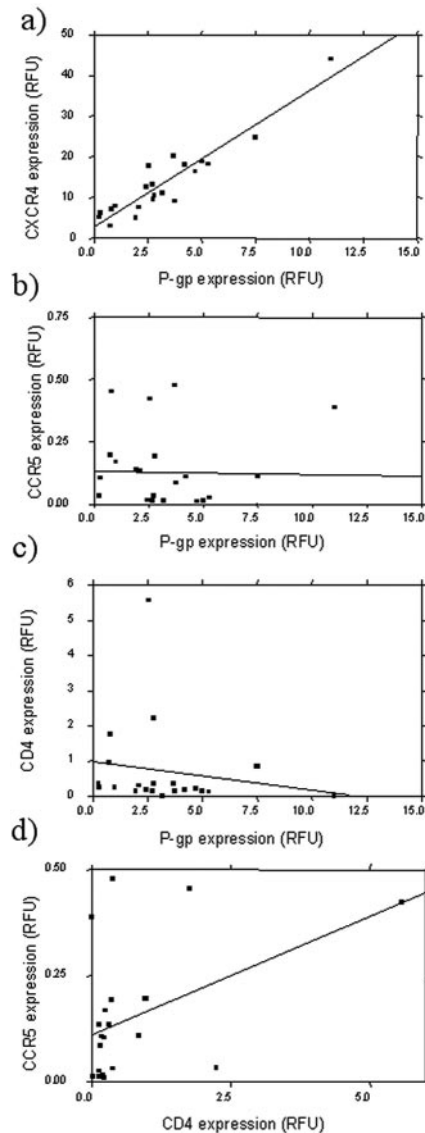 a)
CXCR4 expression (RFU)
50
40
30
20
10
0
0.0 2.5 5.0 7.5 10.0 12.5 15.0
P-gp expression (RFU)
b)
CCR5 expression (RFU)
0.75
0.50
0.25
0.00
0.0 2.5 5.0 7.5 10.0 12.5 15.0
P-gp expression (RFU)
c)
CD4 expression (RFU)
6
5
4
3
2
1
0
0.0 2.5 5.0 7.5 10.0 12.5 15.0
P-gp expression (RFU)
d)
CCR5 expression (RFU)
0.50
0.25
0.00
0.0 2.5 5.0
CD4 expression (RFU)